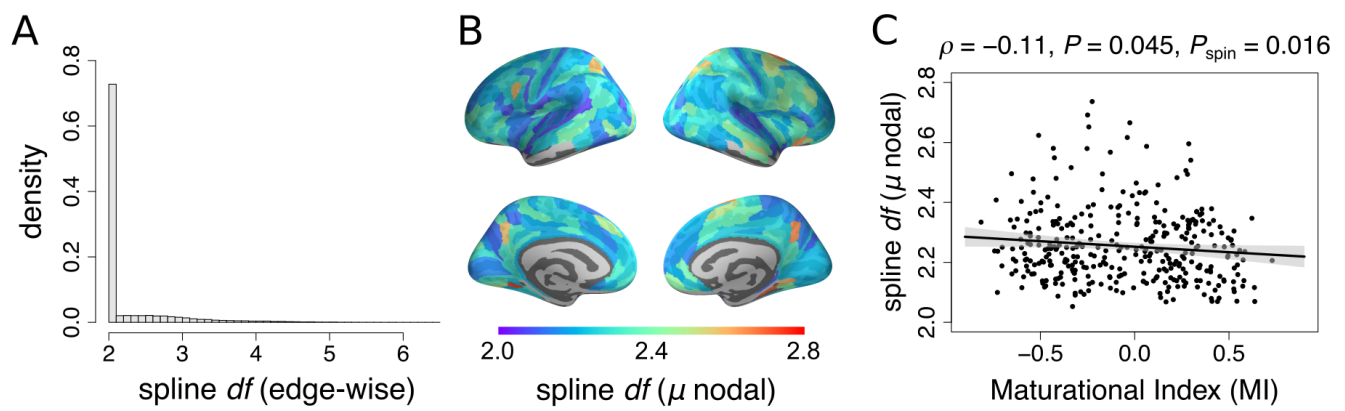 A
density
0.0
0.2
0.4
0.6
0.8
2
3
4
5
6
spline df (edge-wise)
B
2.0
2.4
2.8
spline df (μ nodal)
C
ρ = −0.11, P = 0.045, Pspin = 0.016
spline df (μ nodal)
2.0
2.2
2.4
2.6
2.8
−0.5
0.0
0.5
Maturational Index (MI)